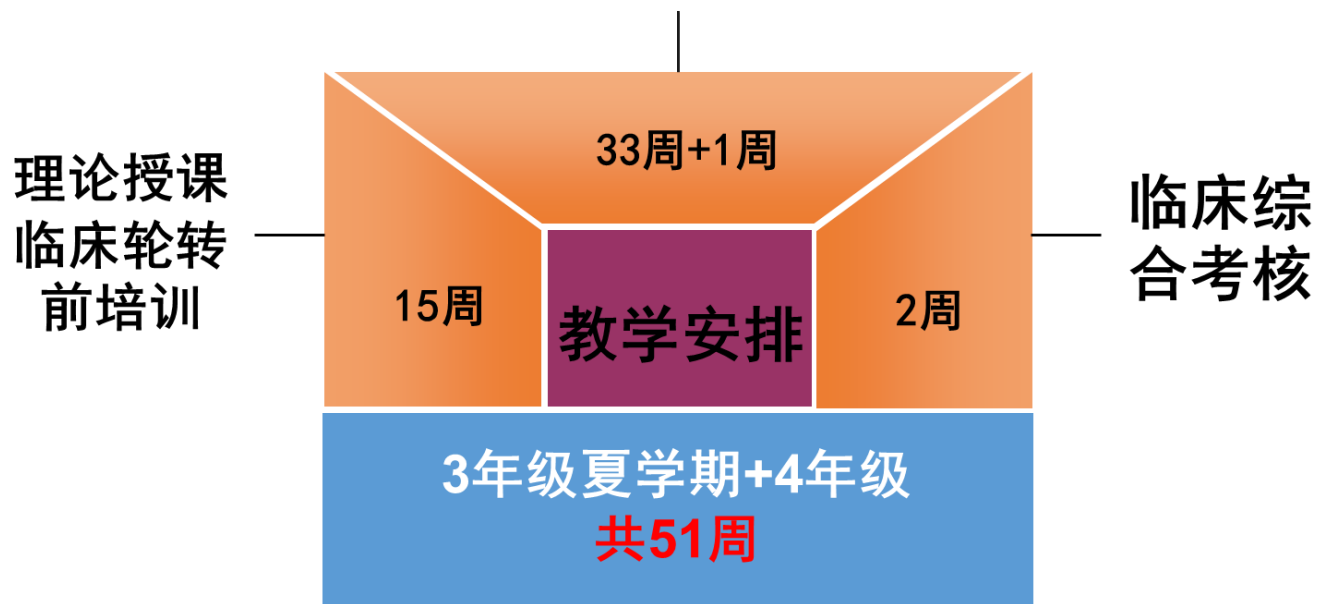 33周+1周
理论授课
临床轮转
前培训
15周
教学安排
2周
临床综
合考核
3年级夏学期+4年级
共51周